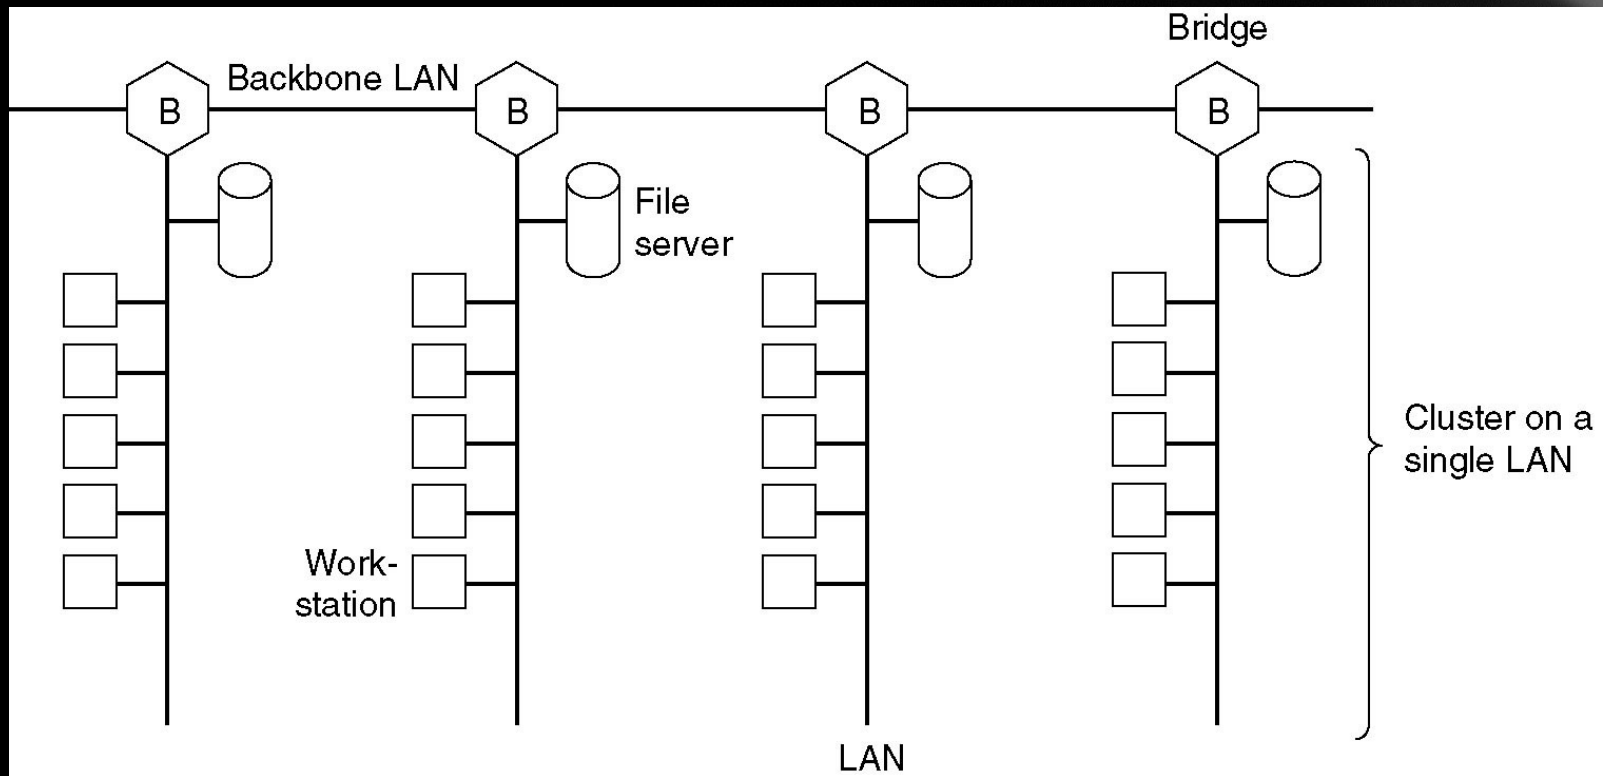 Bridge
Backbone LAN
B
B
B
B
File
server
Cluster on a
single LAN
Work-
station
LAN